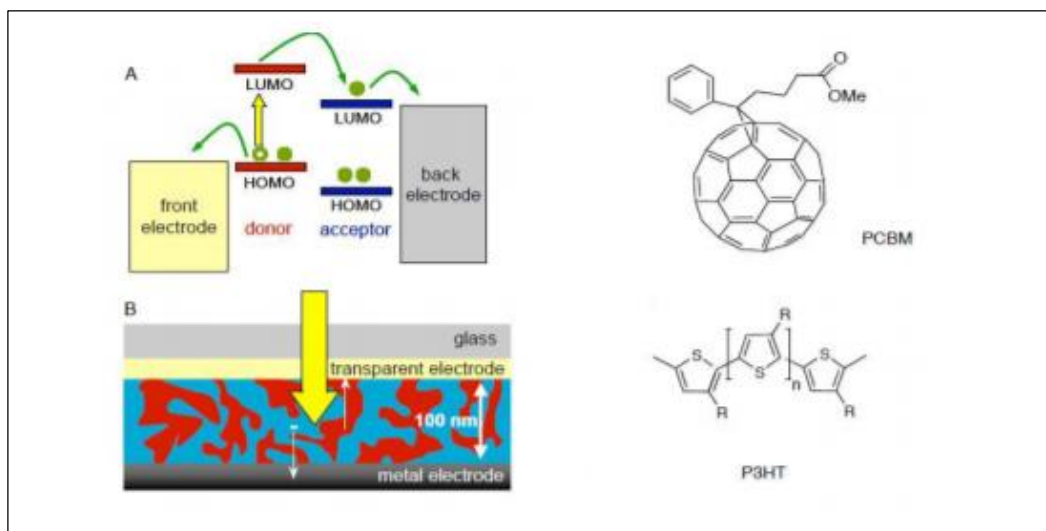 A
LUMO
LUMO
HOMO
HOMO
front
electrode
donor
acceptor
back
electrode
B
glass
transparent electrode
100 nm
metal electrode
O
OMe
PCBM
R
S
S
S
n
R
R
P3HT